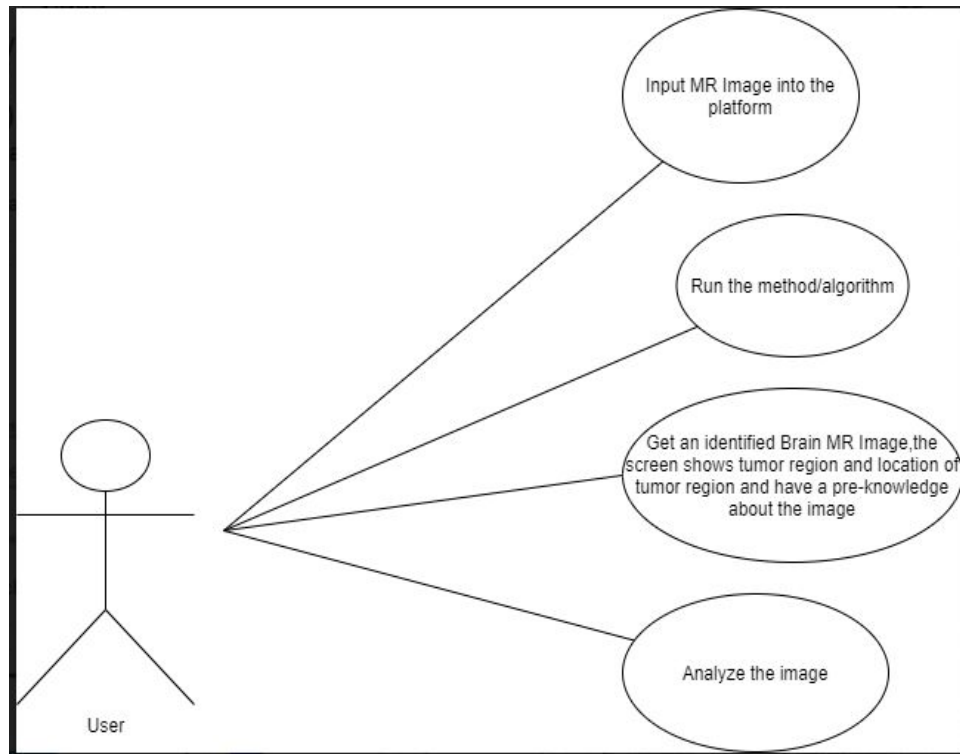 Input MR Image into the
platform
Run the method/algorithm
Get an identified Brain MR Image,the
screen shows tumor region and location of
tumor region and have a pre-knowledge
about the image
Analyze the image
User